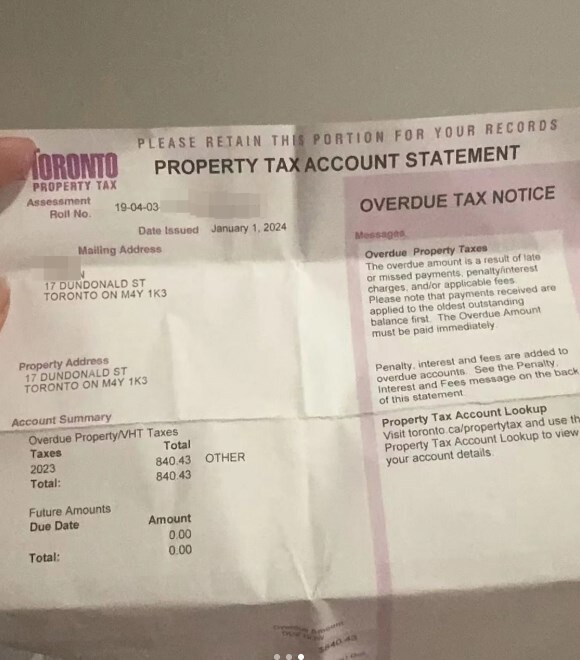 PLEASE RETAIN THIS PORTION FOR YOUR RECORDS
TORONTO
PROPERTY TAX
PROPERTY TAX ACCOUNT STATEMENT
Assessment
Roll No.
19-04-03
Date Issued January 1, 2024
Mailing Address
N
17 DUNDONALD ST
TORONTO ON M4Y 1K3
Property Address
17 DUNDONALD ST
TORONTO ON M4Y 1K3
Account Summary
Overdue Property/VHT Taxes
Taxes Total
2023 840.43 OTHER
Total: 840.43
Future Amounts
Due Date Amount
0.00
Total: 0.00
OVERDUE TAX NOTICE
Messages
Overdue Property Taxes
The overdue amount is a result of late
or missed payments, penalty/interest
charges, and/or applicable fees.
Please note that payments received are
applied to the oldest outstanding
balance first. The Overdue Amount
must be paid immediately.
Penalty, interest and fees are added to
overdue accounts. See the Penalty,
Interest and Fees message on the back
of this statement.
Property Tax Account Lookup
Visit toronto.ca/propertytax and use th
Property Tax Account Lookup to view
your account details.
$840.43